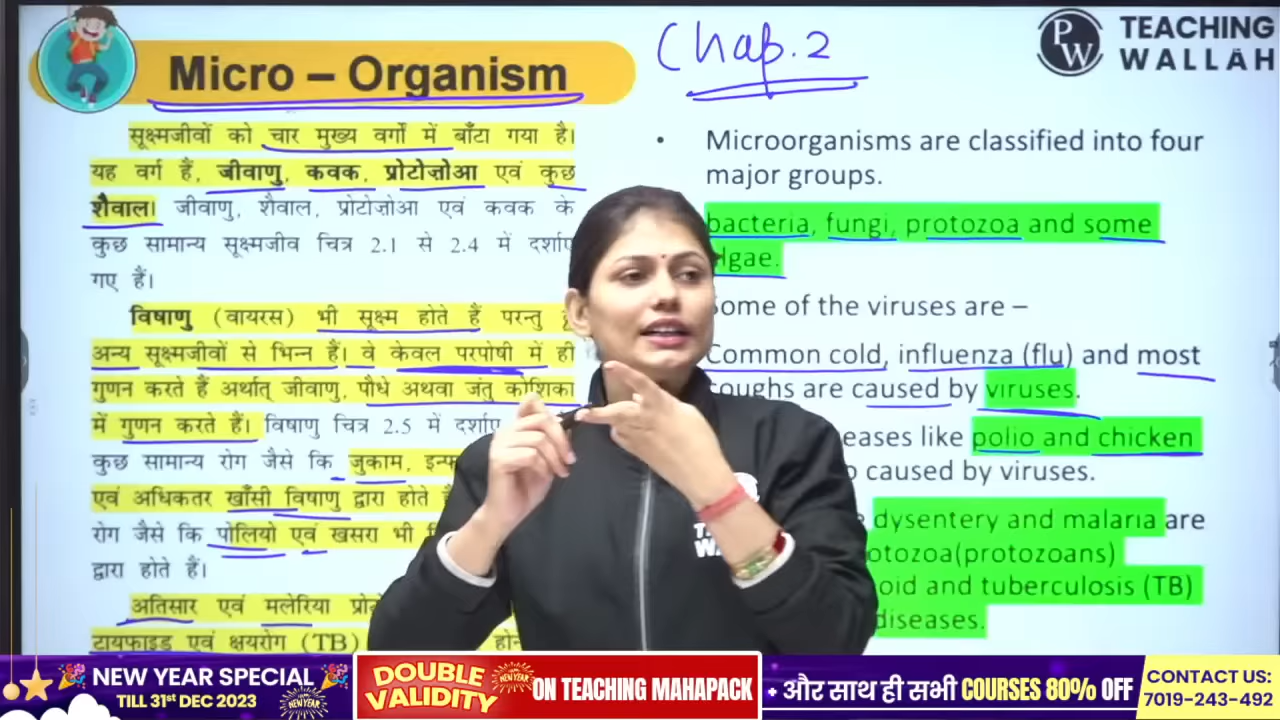 Micro – Organism
Chap. 2
PW TEACHING
WALLAH
सूक्ष्मजीवों को चार मुख्य वर्गों में बाँटा गया है।
यह वर्ग हैं, जीवाणु, कवक, प्रोटोज़ोआ एवं कुछ
शैवाल। जीवाणु, शैवाल, प्रोटोज़ोआ एवं कवक के
कुछ सामान्य सूक्ष्मजीव चित्र 2.1 से 2.4 में दर्शाए
गए हैं।
विषाणु (वायरस) भी सूक्ष्म होते हैं परन्तु
अन्य सूक्ष्मजीवों से भिन्न हैं। वे केवल परपोषी में ही
गुणन करते हैं अर्थात् जीवाणु, पौधे अथवा जंतु कोशिका
में गुणन करते हैं। विषाणु चित्र 2.5 में दर्शाए
कुछ सामान्य रोग जैसे कि जुकाम,
एवं अधिकतर खाँसी विषाणु द्वारा होते
रोग जैसे कि पोलियो एवं खसरा भी
द्वारा होते हैं।
अतिसार एवं मलेरिया
टायफाइड एवं क्षयरोग (TB)
• Microorganisms are classified into four
major groups.
bacteria, fungi, protozoa and some
lgae.
Some of the viruses are –
Common cold, influenza (flu) and most
coughs are caused by viruses.
eases like polio and chicken
caused by viruses.
dysentery and malaria are
otozoa(protozoans)
oid and tuberculosis (TB)
diseases.
NEW YEAR SPECIAL
TILL 31st DEC 2023
DOUBLE
VALIDITY
ON TEACHING MAHAPACK
+ और साथ ही सभी COURSES 80% OFF
CONTACT US:
7019-243-492